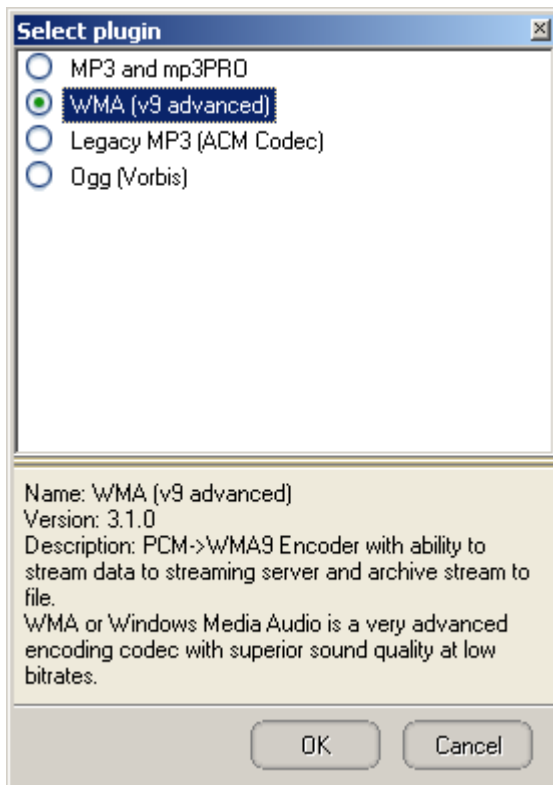 Select plugin
MP3 and mp3PRO
WMA (v9 advanced)
Legacy MP3 (ACM Codec)
Ogg (Vorbis)
Name: WMA (v9 advanced)
Version: 3.1.0
Description: PCM->WMA9 Encoder with ability to
stream data to streaming server and archive stream to
file.
WMA or Windows Media Audio is a very advanced
encoding codec with superior sound quality at low
bitrates.
OK
Cancel